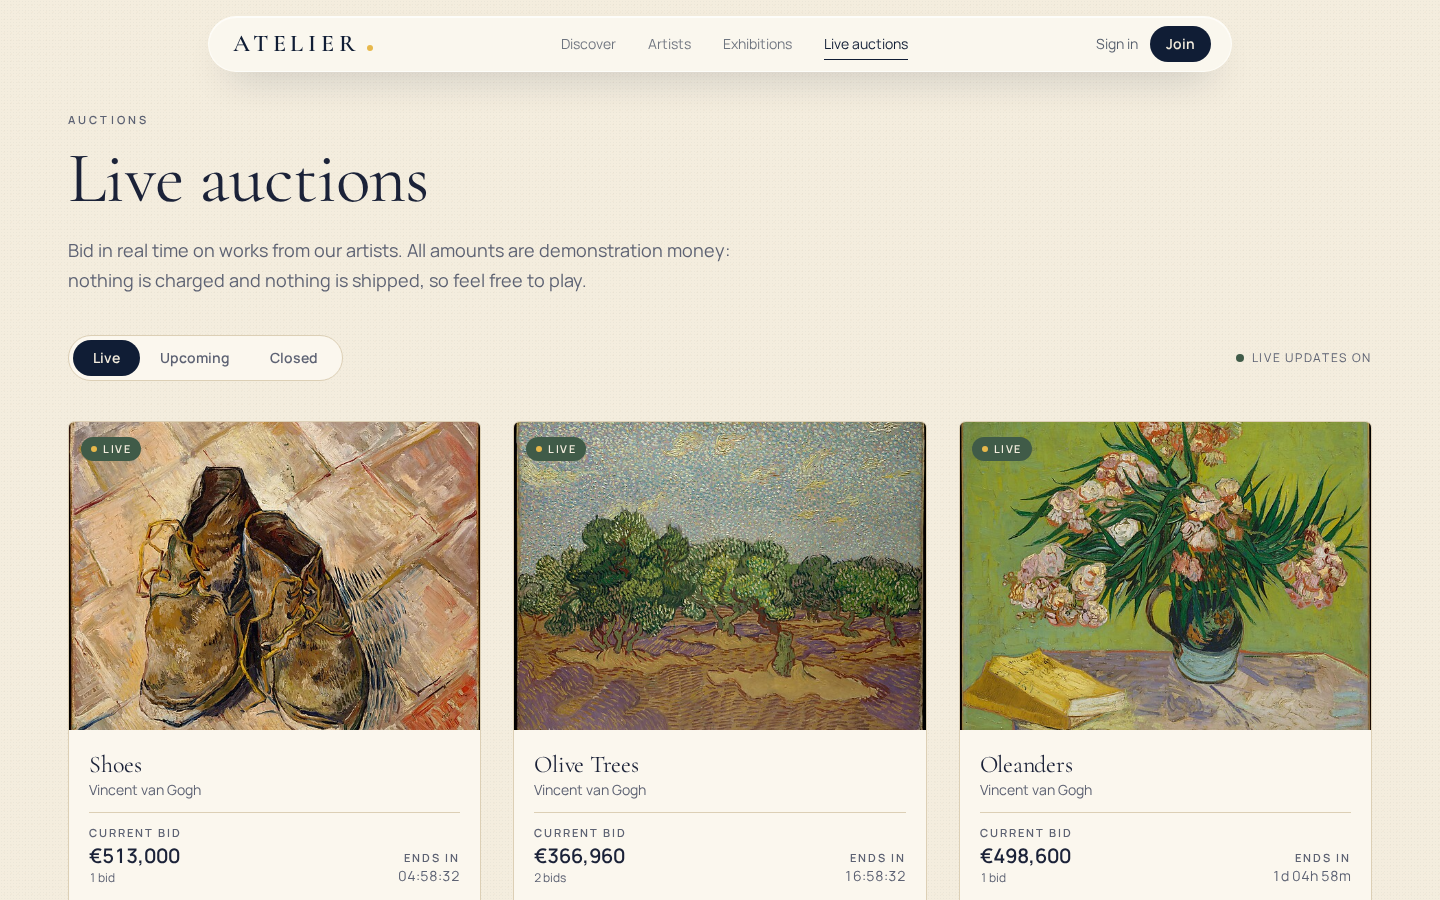 ATELIER
Discover
Artists
Exhibitions
Live auctions
Sign in
Join
AUCTIONS
Live auctions
Bid in real time on works from our artists. All amounts are demonstration money:
nothing is charged and nothing is shipped, so feel free to play.
Live
Upcoming
Closed
LIVE UPDATES ON
LIVE
LIVE
LIVE
Shoes
Vincent van Gogh
CURRENT BID
€513,000
1 bid
ENDS IN
04:58:32
Olive Trees
Vincent van Gogh
CURRENT BID
€366,960
2 bids
ENDS IN
16:58:32
Oleanders
Vincent van Gogh
CURRENT BID
€498,600
1 bid
ENDS IN
1d 04h 58m